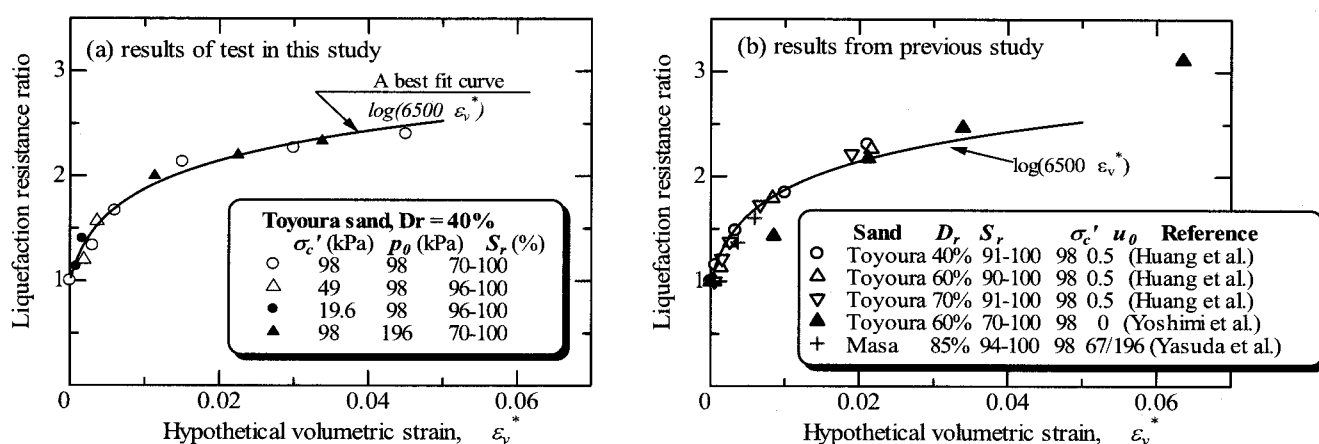 (a) results of test in this study
Liquefaction resistance ratio
3
2
1
A best fit curve
log(6500 εv*)
Toyoura sand, Dr = 40%
σc' (kPa) p0 (kPa) Sr (%)
○ 98 98 70-100
△ 49 98 96-100
● 19.6 98 96-100
▲ 98 196 70-100
0 0.02 0.04 0.06
Hypothetical volumetric strain, εv*
(b) results from previous study
Liquefaction resistance ratio
3
2
1
log(6500 εv*)
Sand Dr Sr σc' u0 Reference
○ Toyoura 40% 91-100 98 0.5 (Huang et al.)
△ Toyoura 60% 90-100 98 0.5 (Huang et al.)
▽ Toyoura 70% 91-100 98 0.5 (Huang et al.)
▲ Toyoura 60% 70-100 98 0 (Yoshimi et al.)
+ Masa 85% 94-100 98 67/196 (Yasuda et al.)
0 0.02 0.04 0.06
Hypothetical volumetric strain, εv*